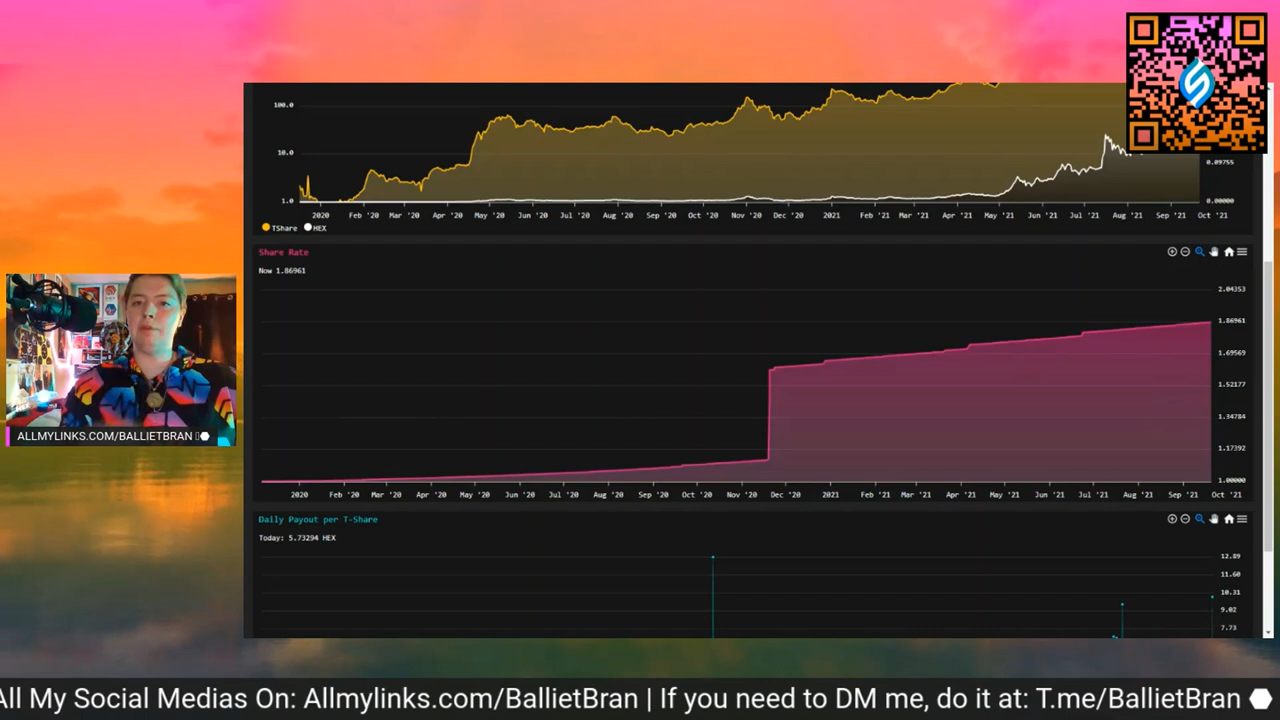 100.0
10.0
1.0
0.09755
0.00000
2020 Feb '20 Mar '20 Apr '20 May '20 Jun '20 Jul '20 Aug '20 Sep '20 Oct '20 Nov '20 Dec '20 2021 Feb '21 Mar '21 Apr '21 May '21 Jun '21 Jul '21 Aug '21 Sep '21 Oct '21
TShare HEX
Share Rate
Now 1.86961
2.04353
1.86961
1.69569
1.52177
1.34784
1.17392
1.00000
2020 Feb '20 Mar '20 Apr '20 May '20 Jun '20 Jul '20 Aug '20 Sep '20 Oct '20 Nov '20 Dec '20 2021 Feb '21 Mar '21 Apr '21 May '21 Jun '21 Jul '21 Aug '21 Sep '21 Oct '21
ALLMYLINKS.COM/BALLIETBRAN
Daily Payout per T-Share
Today: 5.73294 HEX
12.89
11.60
10.31
9.02
7.73
All My Social Medias On: Allmylinks.com/BallietBran | If you need to DM me, do it at: T.me/BallietBran